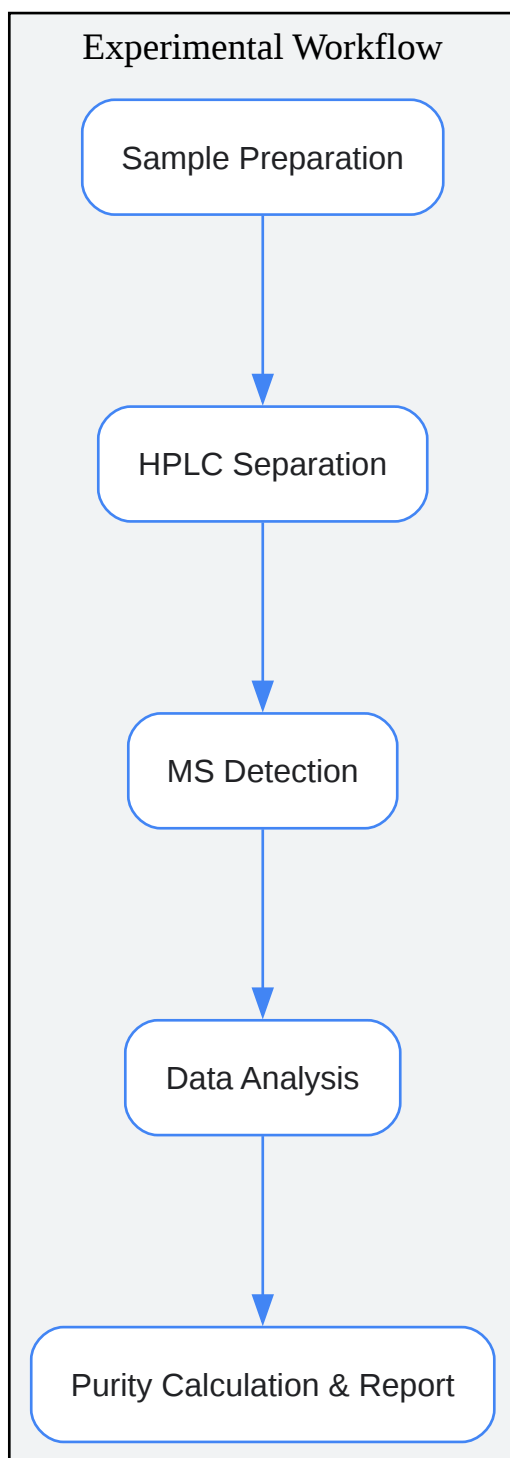 Experimental Workflow
Sample Preparation
HPLC Separation
MS Detection
Data Analysis
Purity Calculation & Report